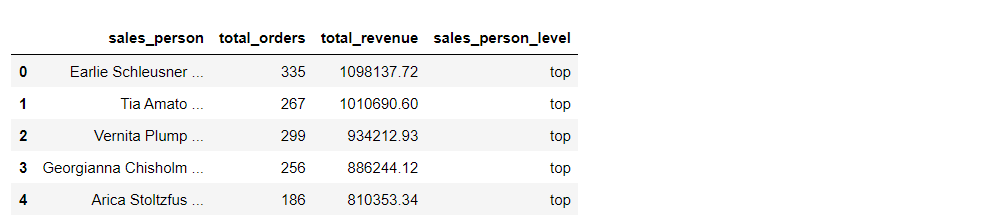 sales_person total_orders total_revenue sales_person_level
0 Earlie Schleusner ... 335 1098137.72 top
1 Tia Amato ... 267 1010690.60 top
2 Vernita Plump ... 299 934212.93 top
3 Georgianna Chisholm ... 256 886244.12 top
4 Arica Stoltzfus ... 186 810353.34 top